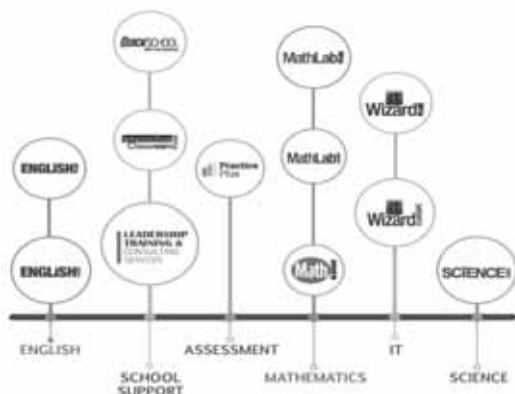 QUICKSCHOOL
MathLab
Wizard
ENGLISH
Practice
Plus
MathLab
Wizard
LEADERSHIP
TRAINING &
CONSULTING
SERVICES
ENGLISH
Math
SCIENCE
ENGLISH
ASSESSMENT
IT
SCHOOL
SUPPORT
MATHEMATICS
SCIENCE